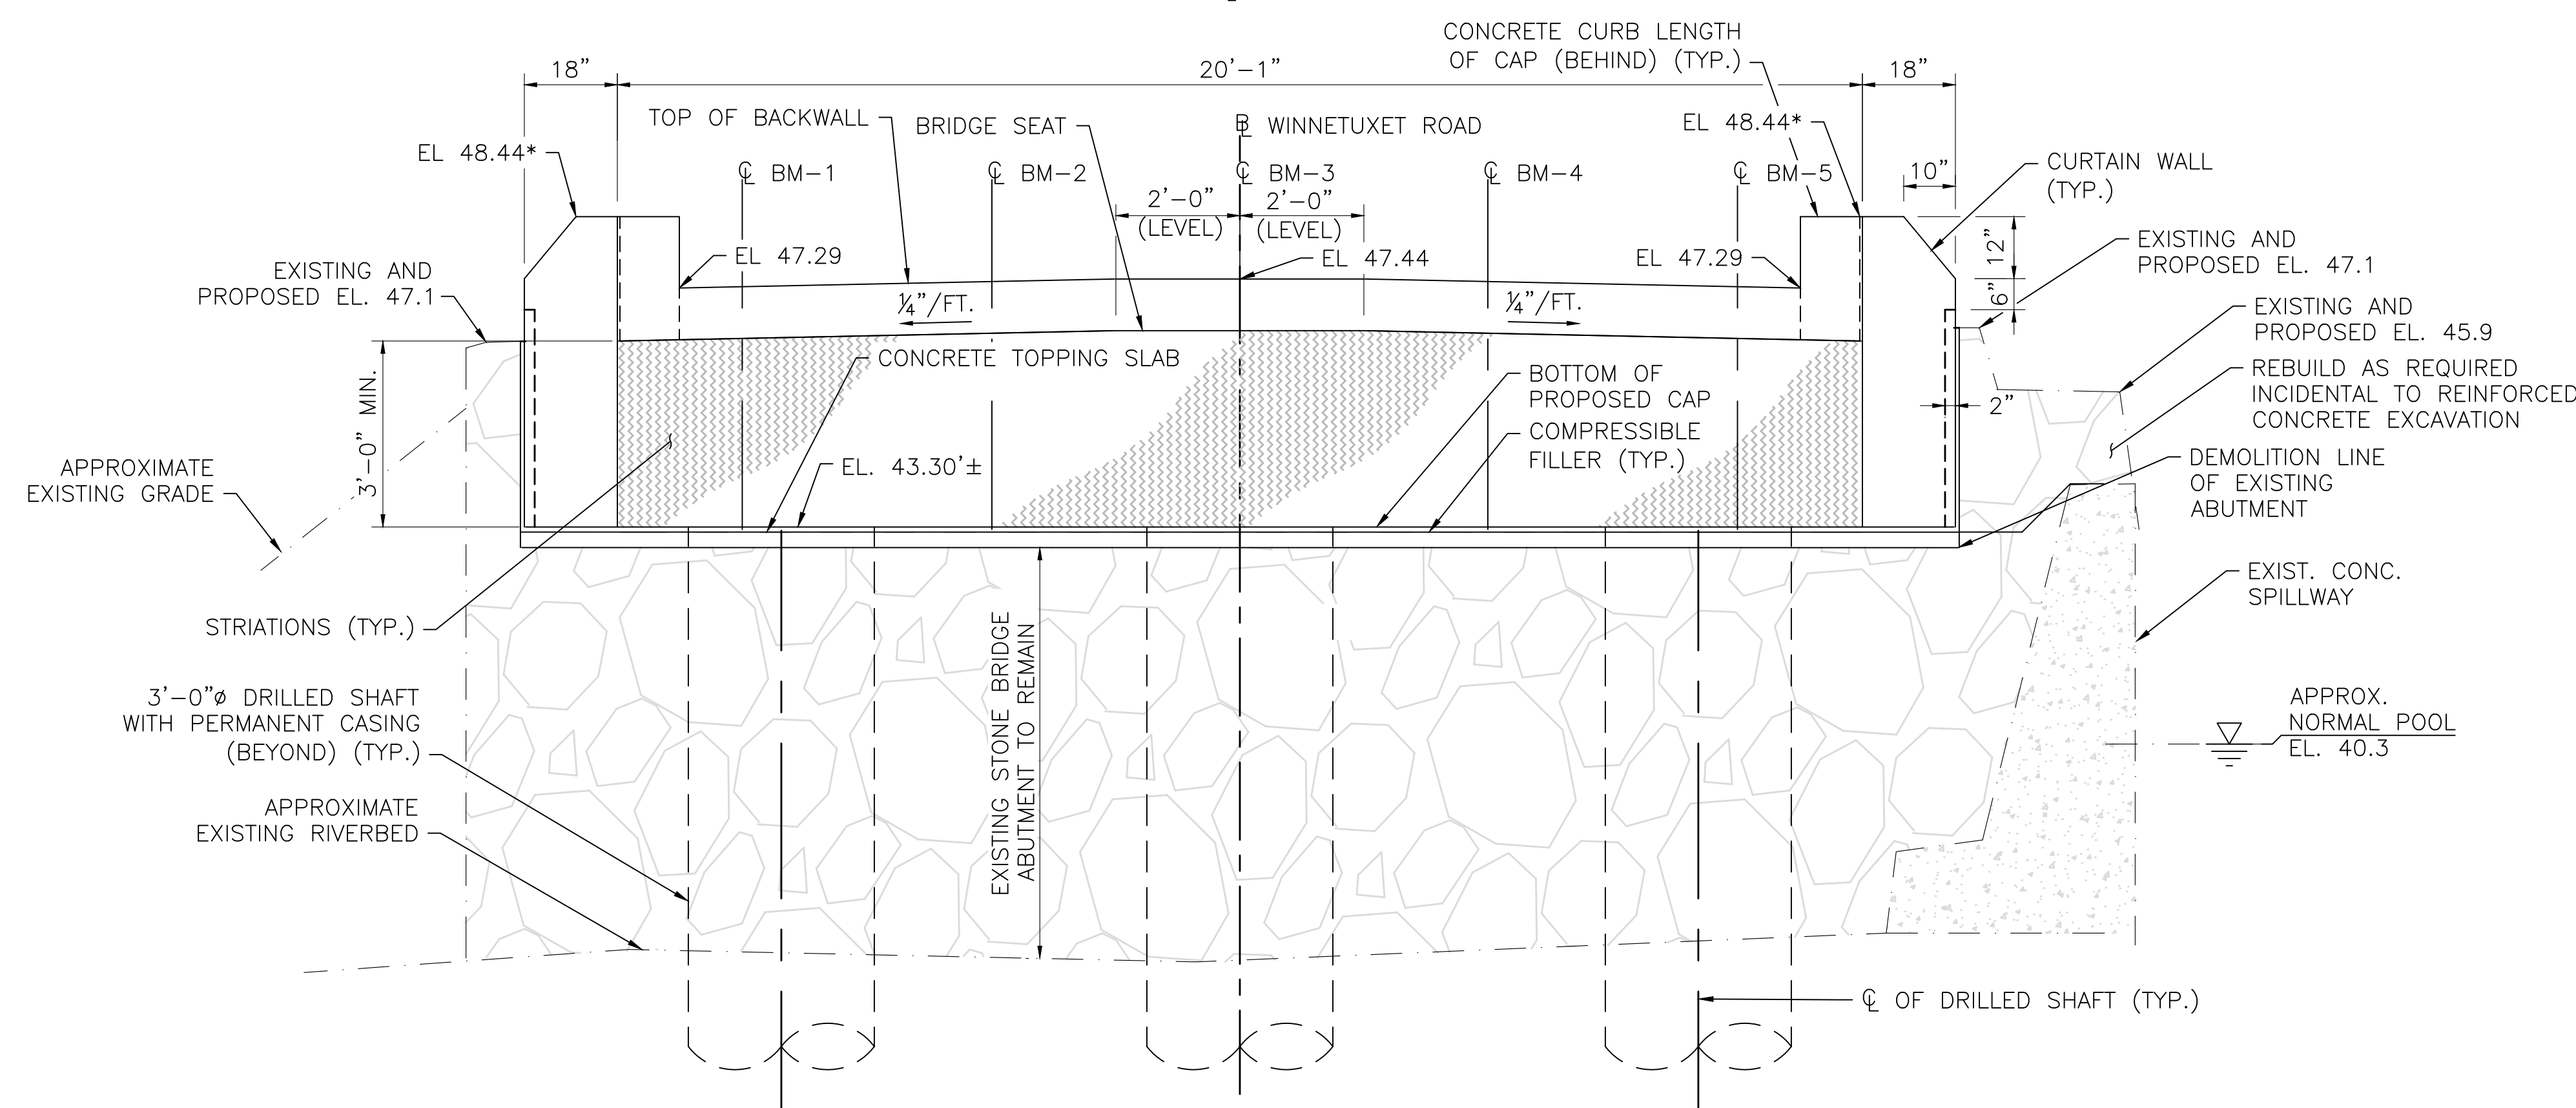 CONCRETE CURB LENGTH
OF CAP (BEHIND) (TYP.)
18”
20’-1”
18”
TOP OF BACKWALL
BRIDGE SEAT
℄ WINNETUXET ROAD
EL 48.44*
EL 48.44*
℄ BM-1
℄ BM-2
℄ BM-3
℄ BM-4
℄ BM-5
10”
CURTAIN WALL
(TYP.)
2’-0”
(LEVEL)
2’-0”
(LEVEL)
12”
6”
EL 47.29
EL 47.44
EL 47.29
EXISTING AND
PROPOSED EL. 47.1
EXISTING AND
PROPOSED EL. 47.1
¼”/FT.
¼”/FT.
EXISTING AND
PROPOSED EL. 45.9
CONCRETE TOPPING SLAB
BOTTOM OF
PROPOSED CAP
REBUILD AS REQUIRED
INCIDENTAL TO REINFORCED
CONCRETE EXCAVATION
2”
3’-0” MIN.
COMPRESSIBLE
FILLER (TYP.)
APPROXIMATE
EXISTING GRADE
EL. 43.30’±
DEMOLITION LINE
OF EXISTING
ABUTMENT
EXIST. CONC.
SPILLWAY
STRIATIONS (TYP.)
EXISTING STONE BRIDGE
ABUTMENT TO REMAIN
3’-0”ø DRILLED SHAFT
WITH PERMANENT CASING
(BEYOND) (TYP.)
APPROX.
NORMAL POOL
EL. 40.3
APPROXIMATE
EXISTING RIVERBED
℄ OF DRILLED SHAFT (TYP.)